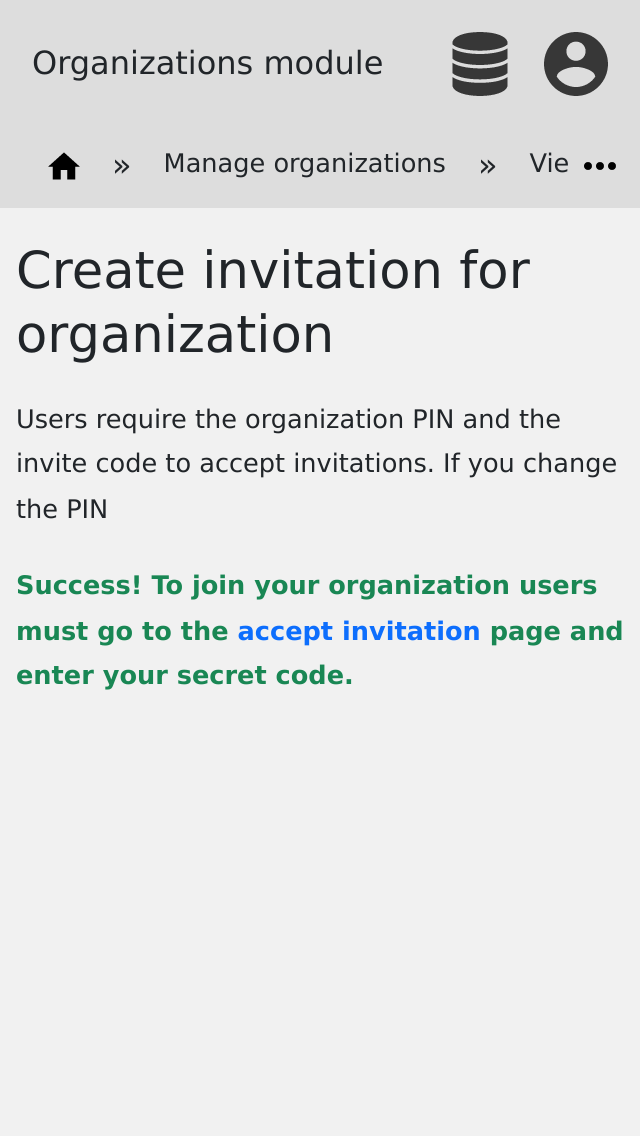 Organizations module
» Manage organizations » Vie
Create invitation for
organization
Users require the organization PIN and the
invite code to accept invitations. If you change
the PIN
Success! To join your organization users
must go to the accept invitation page and
enter your secret code.